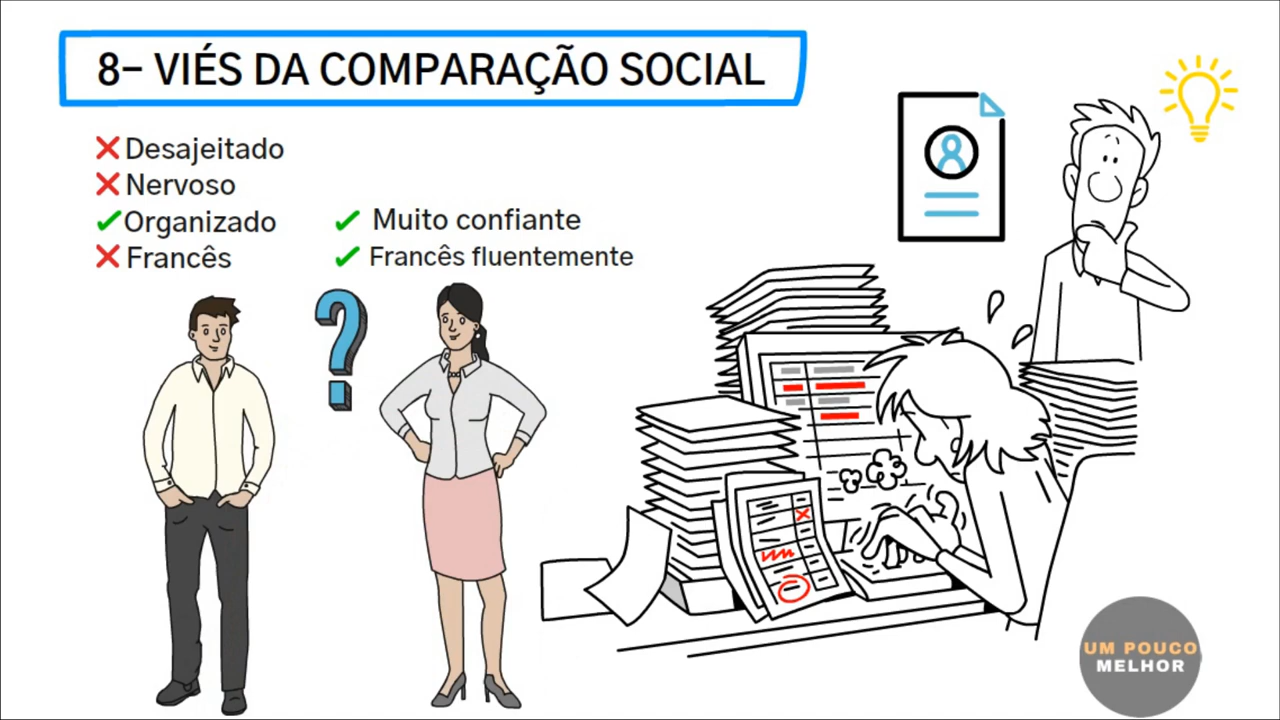 8- VIÉS DA COMPARAÇÃO SOCIAL
Desajeitado
Nervoso
Organizado
Francês
Muito confiante
Francês fluentemente
UM POUCO
MELHOR